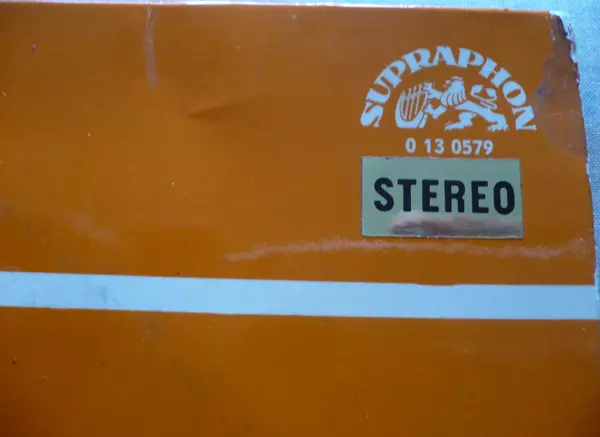 SUPRAPHON
0 13 0579
STEREO